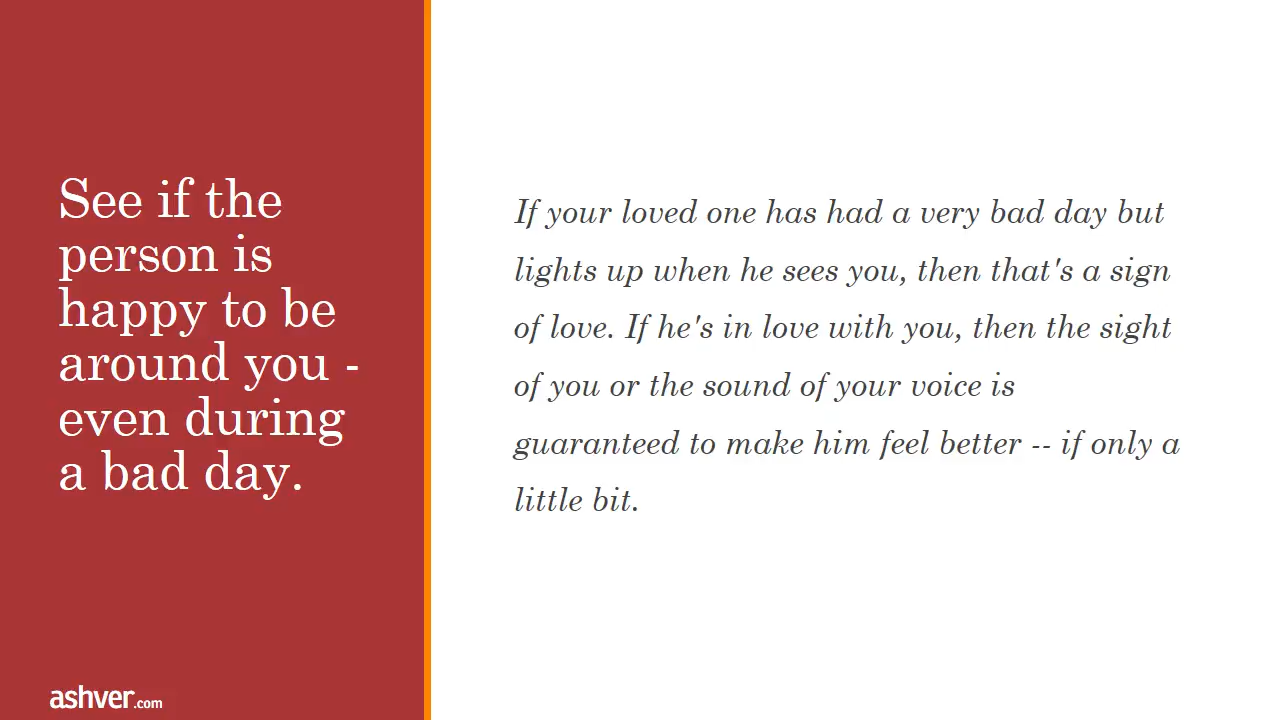 See if the
person is
happy to be
around you -
even during
a bad day.
If your loved one has had a very bad day but
lights up when he sees you, then that's a sign
of love. If he's in love with you, then the sight
of you or the sound of your voice is
guaranteed to make him feel better -- if only a
little bit.
ashver.com